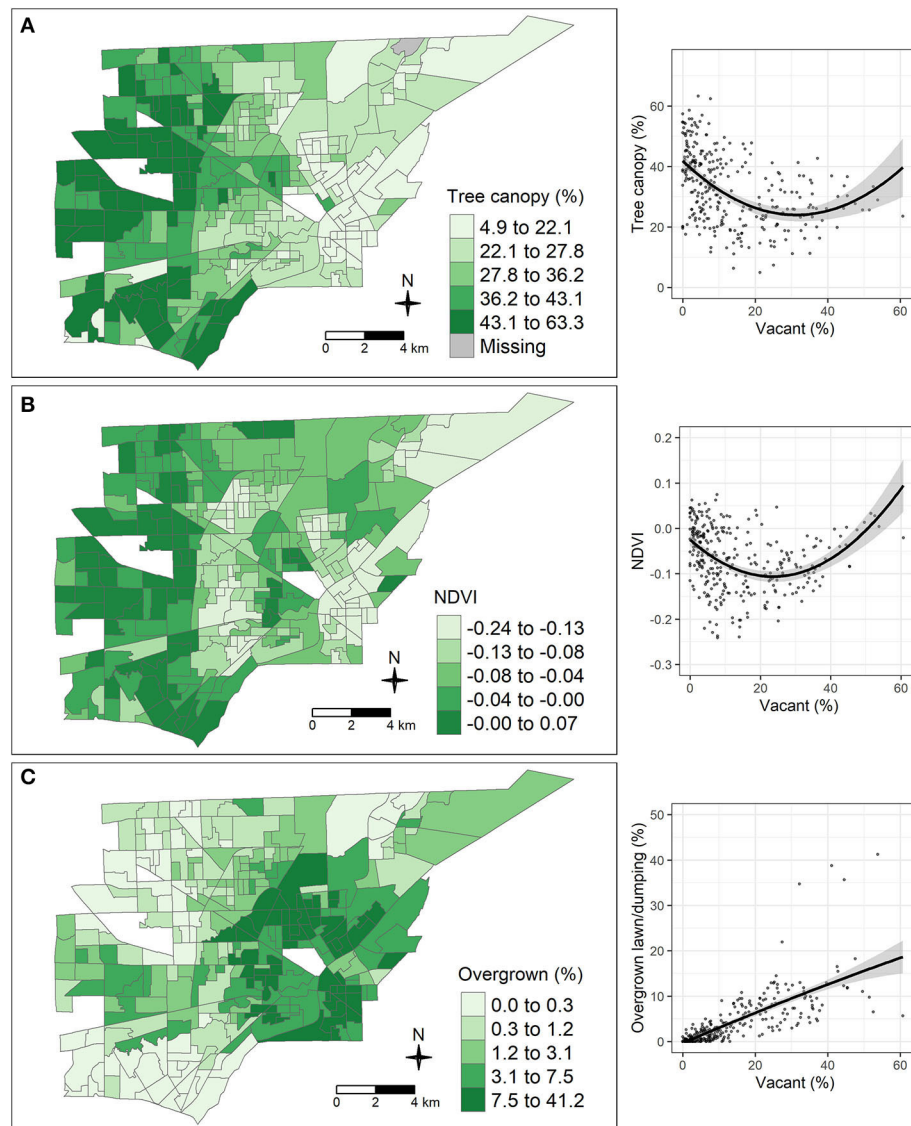 A
Tree canopy (%)
4.9 to 22.1
22.1 to 27.8
27.8 to 36.2
36.2 to 43.1
43.1 to 63.3
Missing
N
0 2 4 km
Tree canopy (%)
60
40
20
0
0 20 40 60
Vacant (%)
B
NDVI
-0.24 to -0.13
-0.13 to -0.08
-0.08 to -0.04
-0.04 to -0.00
-0.00 to 0.07
N
0 2 4 km
NDVI
0.2
0.1
0.0
-0.1
-0.2
-0.3
0 20 40 60
Vacant (%)
C
Overgrown (%)
0.0 to 0.3
0.3 to 1.2
1.2 to 3.1
3.1 to 7.5
7.5 to 41.2
N
0 2 4 km
Overgrown lawn/dumping (%)
50
40
30
20
10
0
0 20 40 60
Vacant (%)